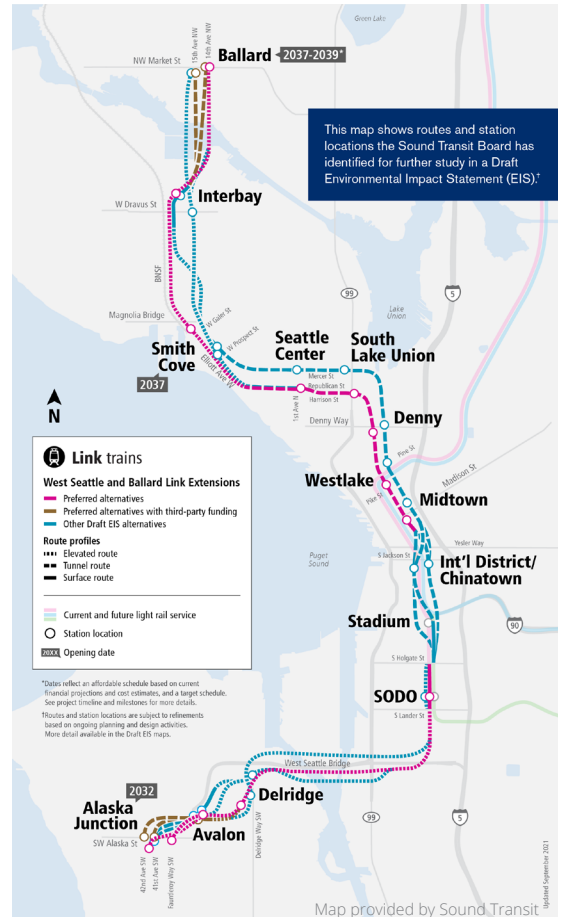 Green Lake
15th Ave NW
14th Ave NW
NW Market St
Ballard
2037-2039*
This map shows routes and station
locations the Sound Transit Board has
identified for further study in a Draft
Environmental Impact Statement (EIS).†
W Dravus St
Interbay
BNSF
99
5
Lake
Union
Magnolia Bridge
W Galer St
W Prospect St
Smith
Cove
2037
Elliott Ave W
Seattle
Center
South
Lake Union
Mercer St
Republican St
Harrison St
1st Ave N
Denny Way
Denny
N
Pine St
Westlake
Pike St
Madison St
Midtown
Link trains
West Seattle and Ballard Link Extensions
Preferred alternatives
Preferred alternatives with third-party funding
Other Draft EIS alternatives
Route profiles
Elevated route
Tunnel route
Surface route
Current and future light rail service
Station location
20XX Opening date
Puget
Sound
Yesler Way
S Jackson St
Int'l District/
Chinatown
Stadium
90
S Holgate St
SODO
S Lander St
*Dates reflect an affordable schedule based on current
financial projections and cost estimates, and a target schedule.
See project timeline and milestones for more details.
†Routes and station locations are subject to refinements
based on ongoing planning and design activities.
More detail available in the Draft EIS maps.
West Seattle Bridge
2032
Alaska
Junction
Delridge
Avalon
SW Alaska St
42nd Ave SW
41st Ave SW
Fauntleroy Way SW
Delridge Way SW
99
5
Updated September 2021
Map provided by Sound Transit